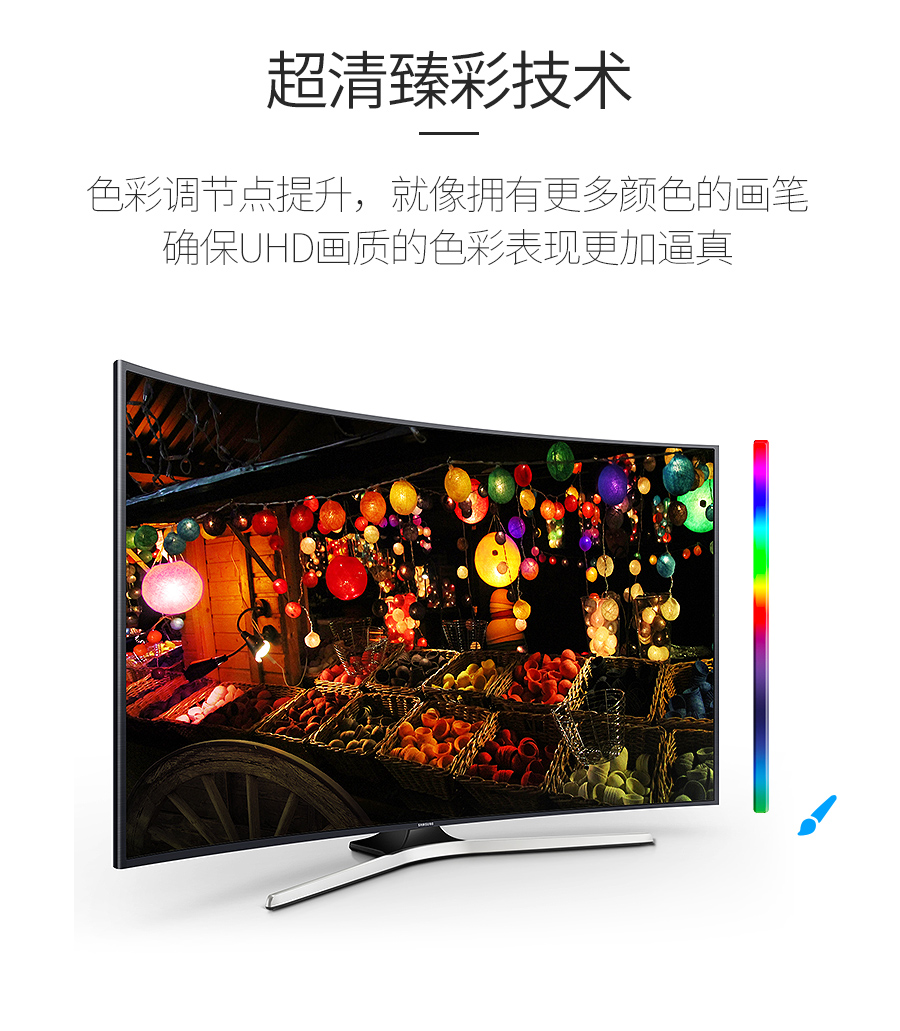 超清臻彩技术
色彩调节点提升，就像拥有更多颜色的画笔
确保UHD画质的色彩表现更加逼真
SAMSUNG